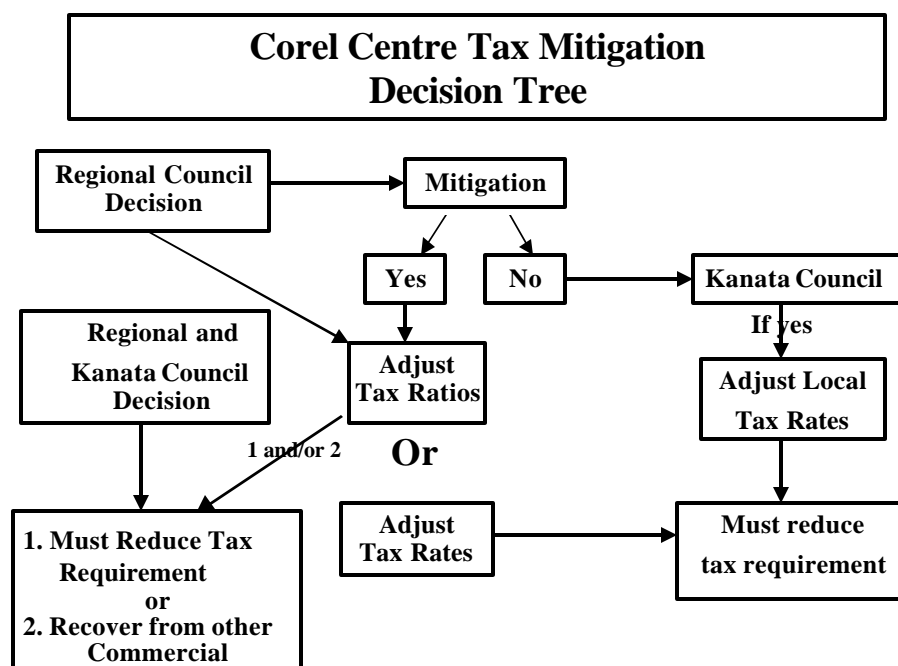 Corel Centre Tax Mitigation
Decision Tree
Regional Council
Decision
Mitigation
Yes
No
Kanata Council
If yes
Regional and
Kanata Council
Decision
Adjust
Tax Ratios
Adjust Local
Tax Rates
1 and/or 2
Or
1. Must Reduce Tax
Requirement
or
2. Recover from other
Commercial
Adjust
Tax Rates
Must reduce
tax requirement